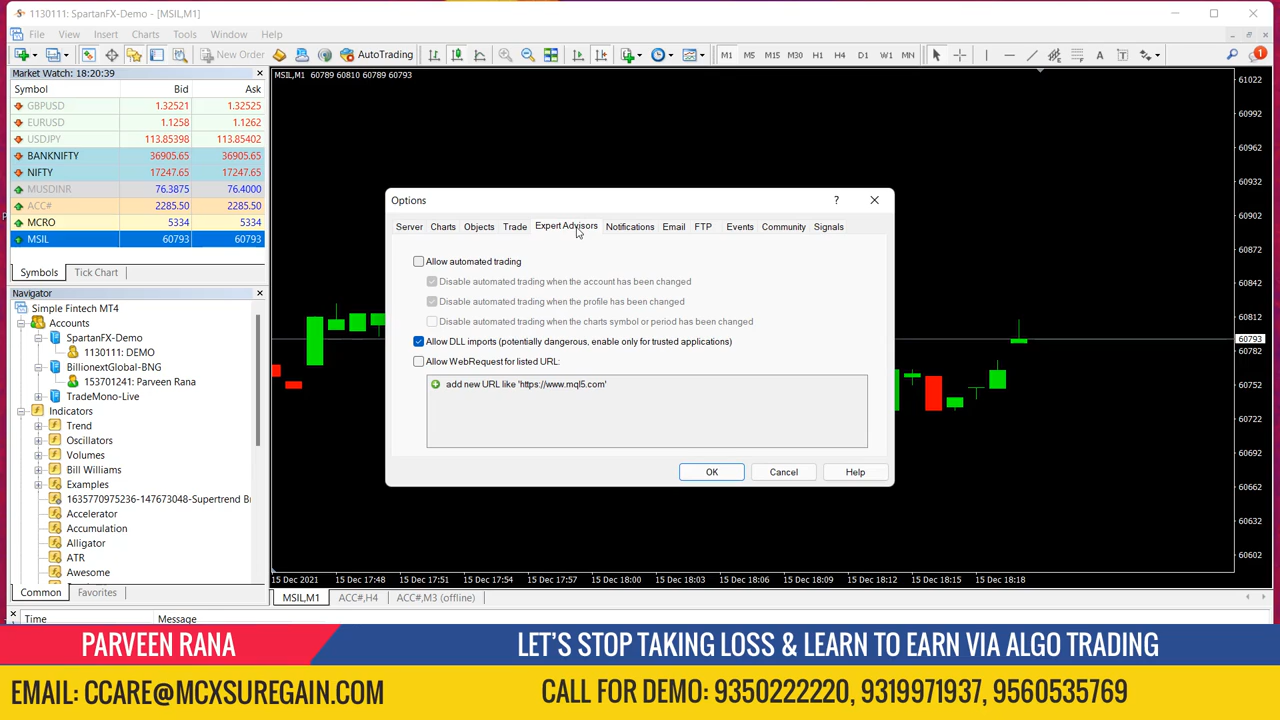 1130111: SpartanFX-Demo - [MSIL,M1]
File View Insert Charts Tools Window Help
New Order AutoTrading M1 M5 M15 M30 H1 H4 D1 W1 MN A T 1
Market Watch: 18:20:39
Symbol Bid Ask
GBPUSD 1.32521 1.32525
EURUSD 1.1258 1.1262
USDJPY 113.85398 113.85402
BANKNIFTY 36905.65 36905.65
NIFTY 17247.65 17247.65
MUSDINR 76.3875 76.4000
ACC# 2285.50 2285.50
MCRO 5334 5334
MSIL 60793 60793
Symbols Tick Chart
Navigator
Simple Fintech MT4
Accounts
SpartanFX-Demo
1130111: DEMO
BillionextGlobal-BNG
153701241: Parveen Rana
TradeMono-Live
Indicators
Trend
Oscillators
Volumes
Bill Williams
Examples
1635770975236-147673048-Supertrend B
Accelerator
Accumulation
Alligator
ATR
Awesome
Common Favorites
MSIL,M1 60789 60810 60789 60793
61022
60992
60962
60932
60902
60872
60842
60812
60793
60782
60752
60722
60692
60662
60632
60602
Options ?
Server Charts Objects Trade Expert Advisors Notifications Email FTP Events Community Signals
Allow automated trading
Disable automated trading when the account has been changed
Disable automated trading when the profile has been changed
Disable automated trading when the charts symbol or period has been changed
Allow DLL imports (potentially dangerous, enable only for trusted applications)
Allow WebRequest for listed URL:
add new URL like 'https://www.mql5.com'
OK Cancel Help
15 Dec 2021 15 Dec 17:48 15 Dec 17:51 15 Dec 17:54 15 Dec 17:57 15 Dec 18:00 15 Dec 18:03 15 Dec 18:06 15 Dec 18:09 15 Dec 18:12 15 Dec 18:15 15 Dec 18:18
MSIL,M1 ACC#,H4 ACC#,M3 (offline)
Time Message
PARVEEN RANA
LET'S STOP TAKING LOSS & LEARN TO EARN VIA ALGO TRADING
EMAIL: CCARE@MCXSUREGAIN.COM
CALL FOR DEMO: 9350222220, 9319971937, 9560535769